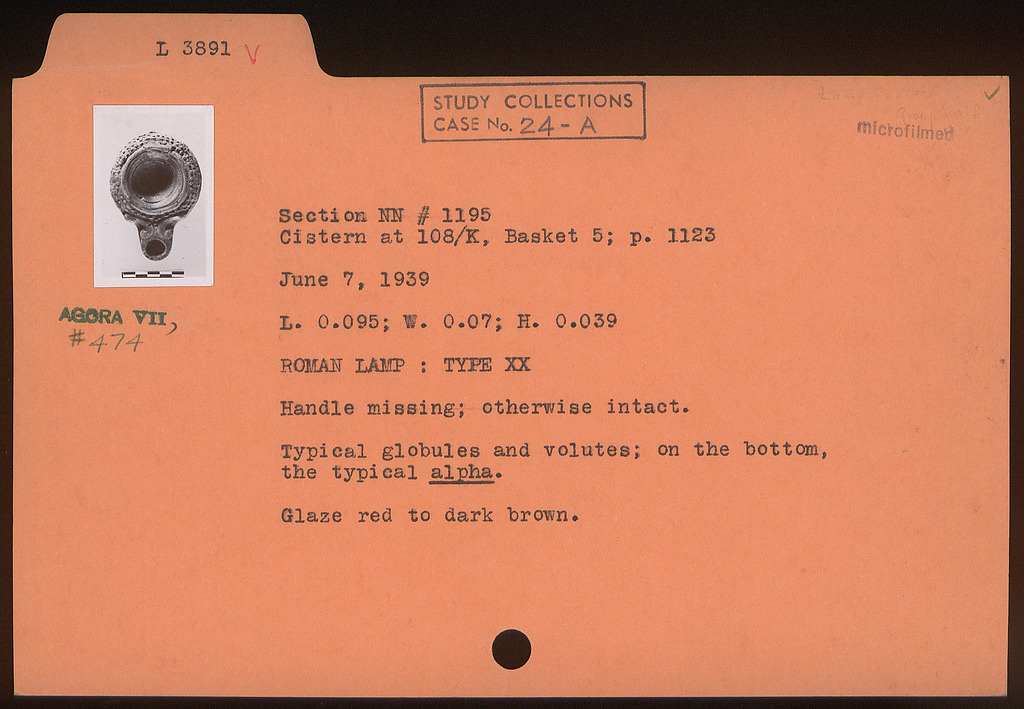 L 3891 V
STUDY COLLECTIONS
CASE No. 24-A
microfilmed
Section NN # 1195
Cistern at 108/K, Basket 5; p. 1123
June 7, 1939
AGORA VII,
#474
L. 0.095; W. 0.07; H. 0.039
ROMAN LAMP : TYPE XX
Handle missing; otherwise intact.
Typical globules and volutes; on the bottom,
the typical alpha.
Glaze red to dark brown.